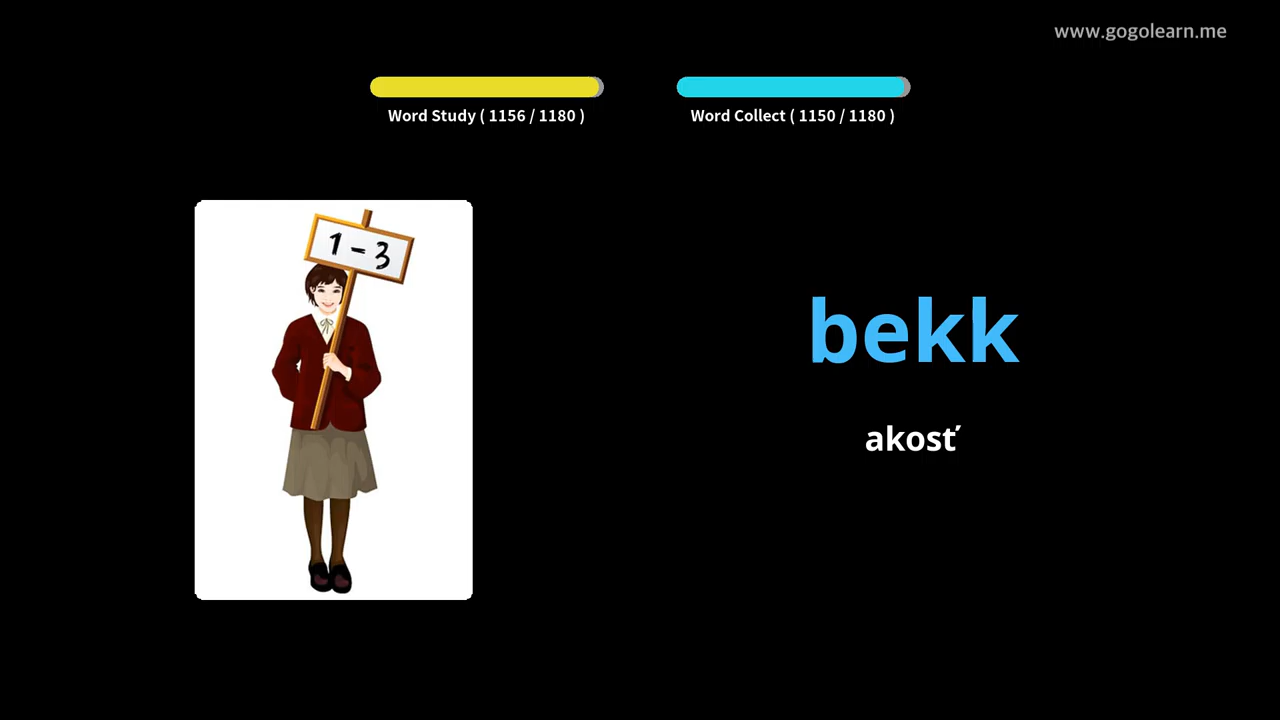 www.gogolearn.me
Word Study ( 1156 / 1180 )
Word Collect ( 1150 / 1180 )
1 - 3
bekk
akosť